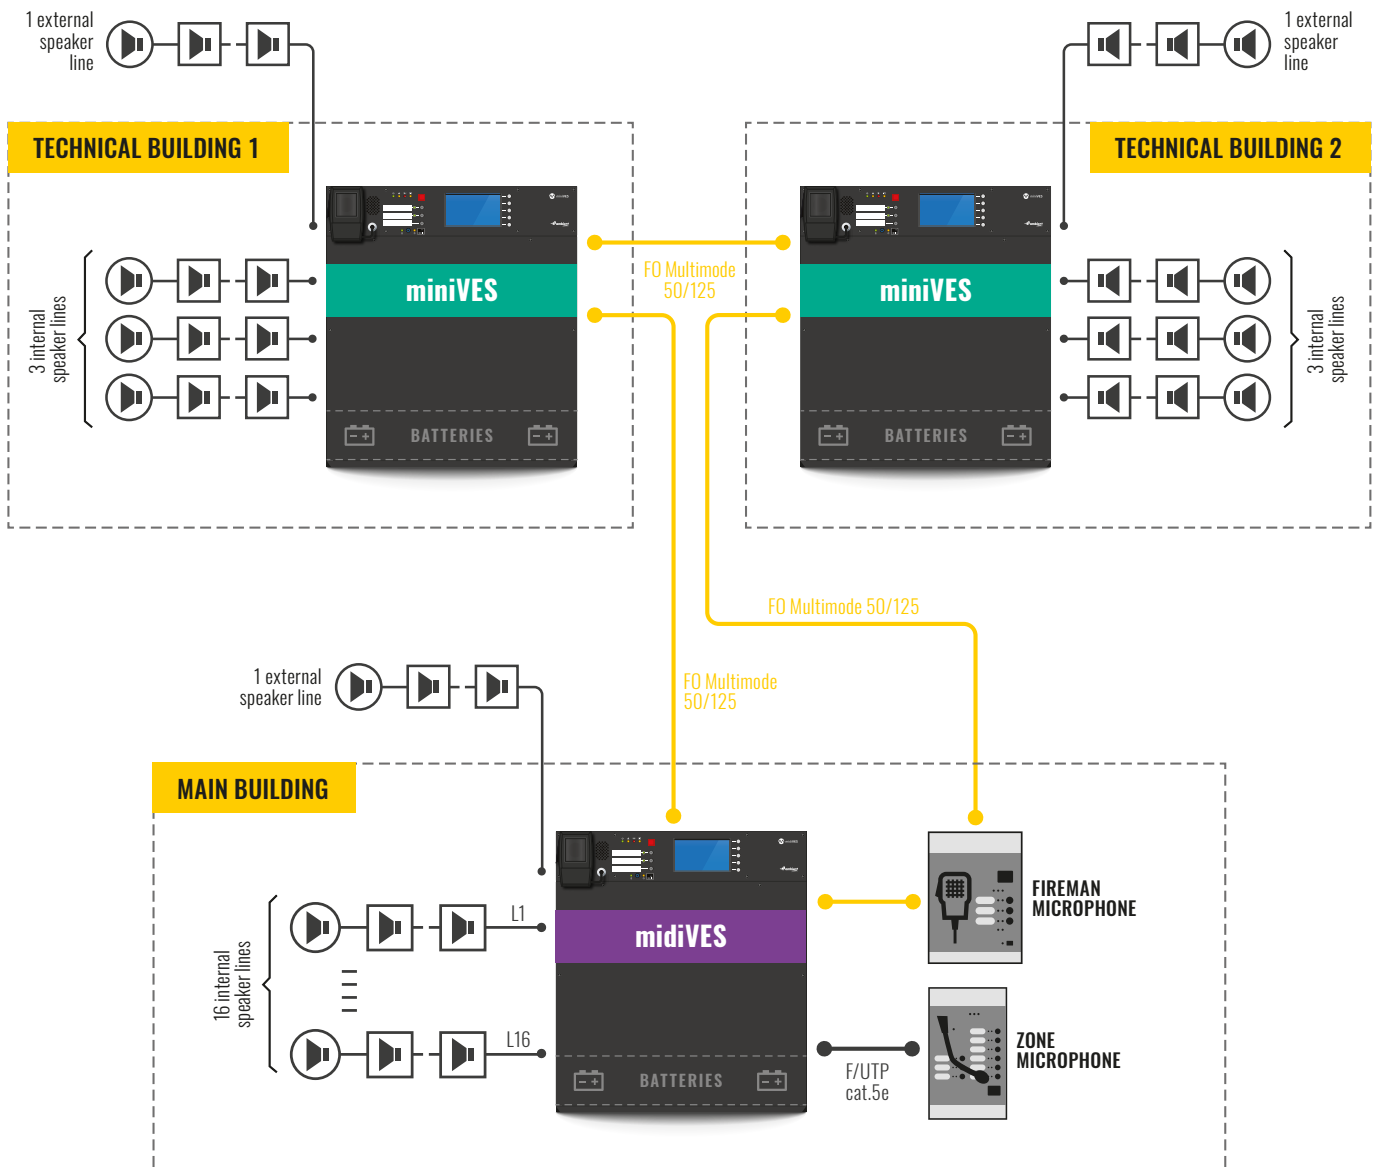 1 external
speaker
line
1 external
speaker
line
TECHNICAL BUILDING 1
TECHNICAL BUILDING 2
miniVES
miniVES
FO Multimode
50/125
3 internal
speaker lines
3 internal
speaker lines
BATTERIES
BATTERIES
FO Multimode 50/125
1 external
speaker line
FO Multimode
50/125
MAIN BUILDING
FIREMAN
MICROPHONE
L1
midiVES
16 internal
speaker lines
L16
ZONE
MICROPHONE
F/UTP
cat.5e
BATTERIES